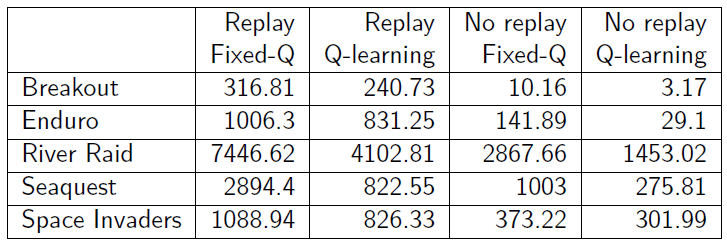 Replay Replay No replay No replay
Fixed-Q Q-learning Fixed-Q Q-learning
Breakout 316.81 240.73 10.16 3.17
Enduro 1006.3 831.25 141.89 29.1
River Raid 7446.62 4102.81 2867.66 1453.02
Seaquest 2894.4 822.55 1003 275.81
Space Invaders 1088.94 826.33 373.22 301.99